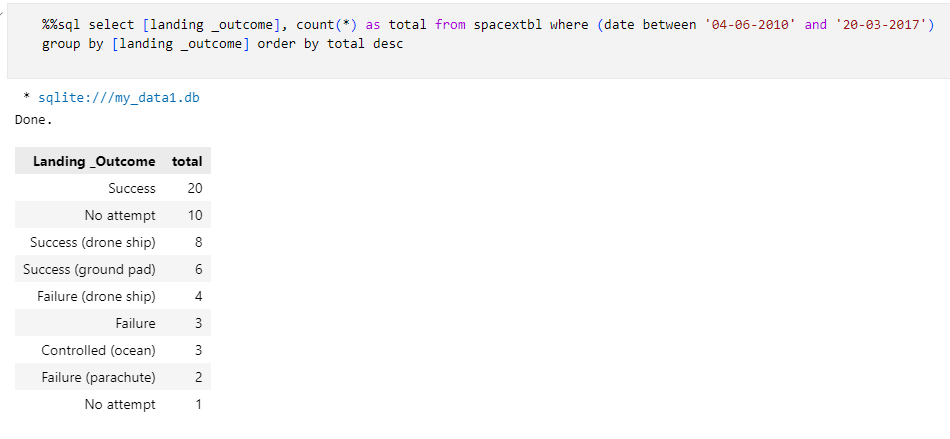 %%sql select [landing _outcome], count(*) as total from spacextbl where (date between '04-06-2010' and '20-03-2017')
group by [landing _outcome] order by total desc
* sqlite:///my_data1.db
Done.
Landing _Outcome total
Success 20
No attempt 10
Success (drone ship) 8
Success (ground pad) 6
Failure (drone ship) 4
Failure 3
Controlled (ocean) 3
Failure (parachute) 2
No attempt 1